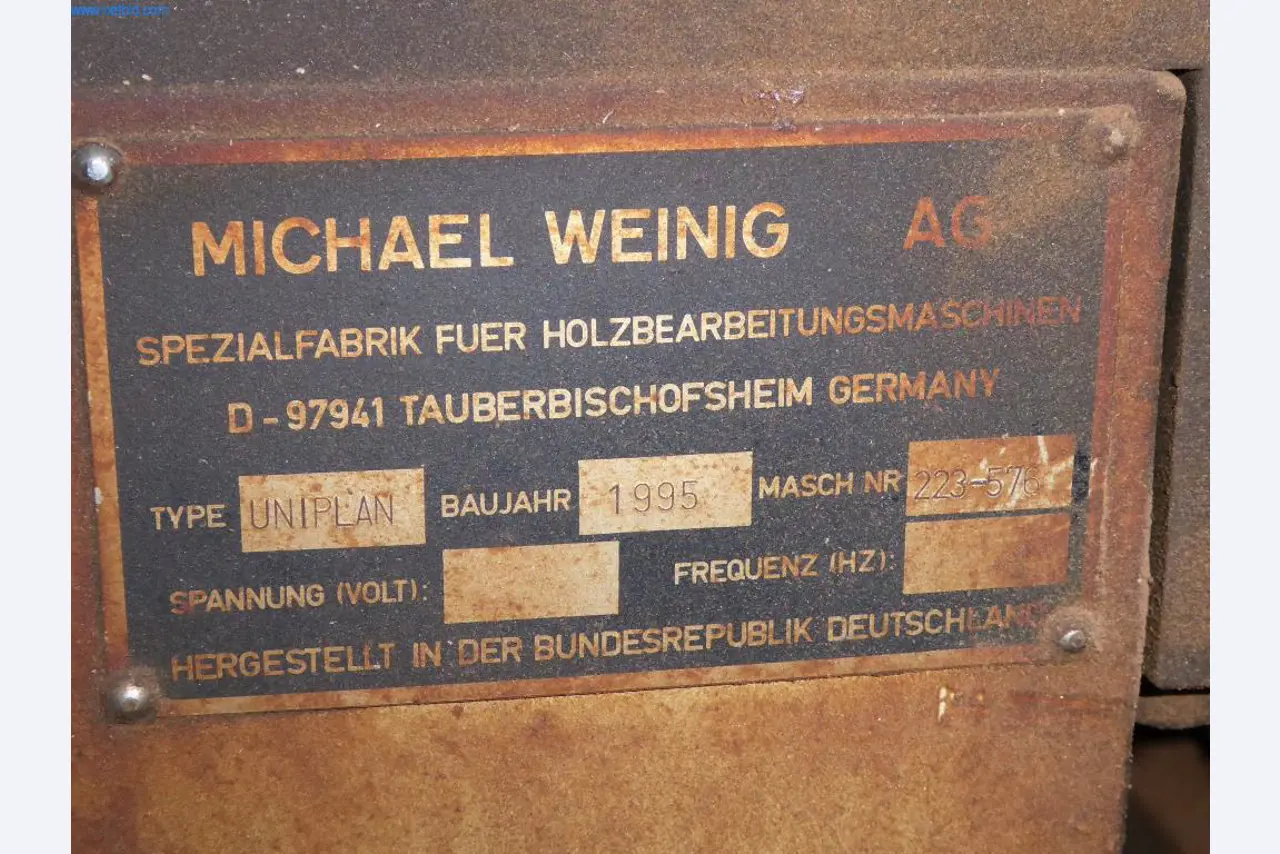 MICHAEL WEINIG AG
SPEZIALFABRIK FUER HOLZBEARBEITUNGSMASCHINEN
D-97941 TAUBERBISCHOFSHEIM GERMANY
TYPE UNIPLAN BAUJAHR 1995 MASCH NR 223-576
SPANNUNG (VOLT): FREQUENZ (HZ):
HERGESTELLT IN DER BUNDESREPUBLIK DEUTSCHLAND